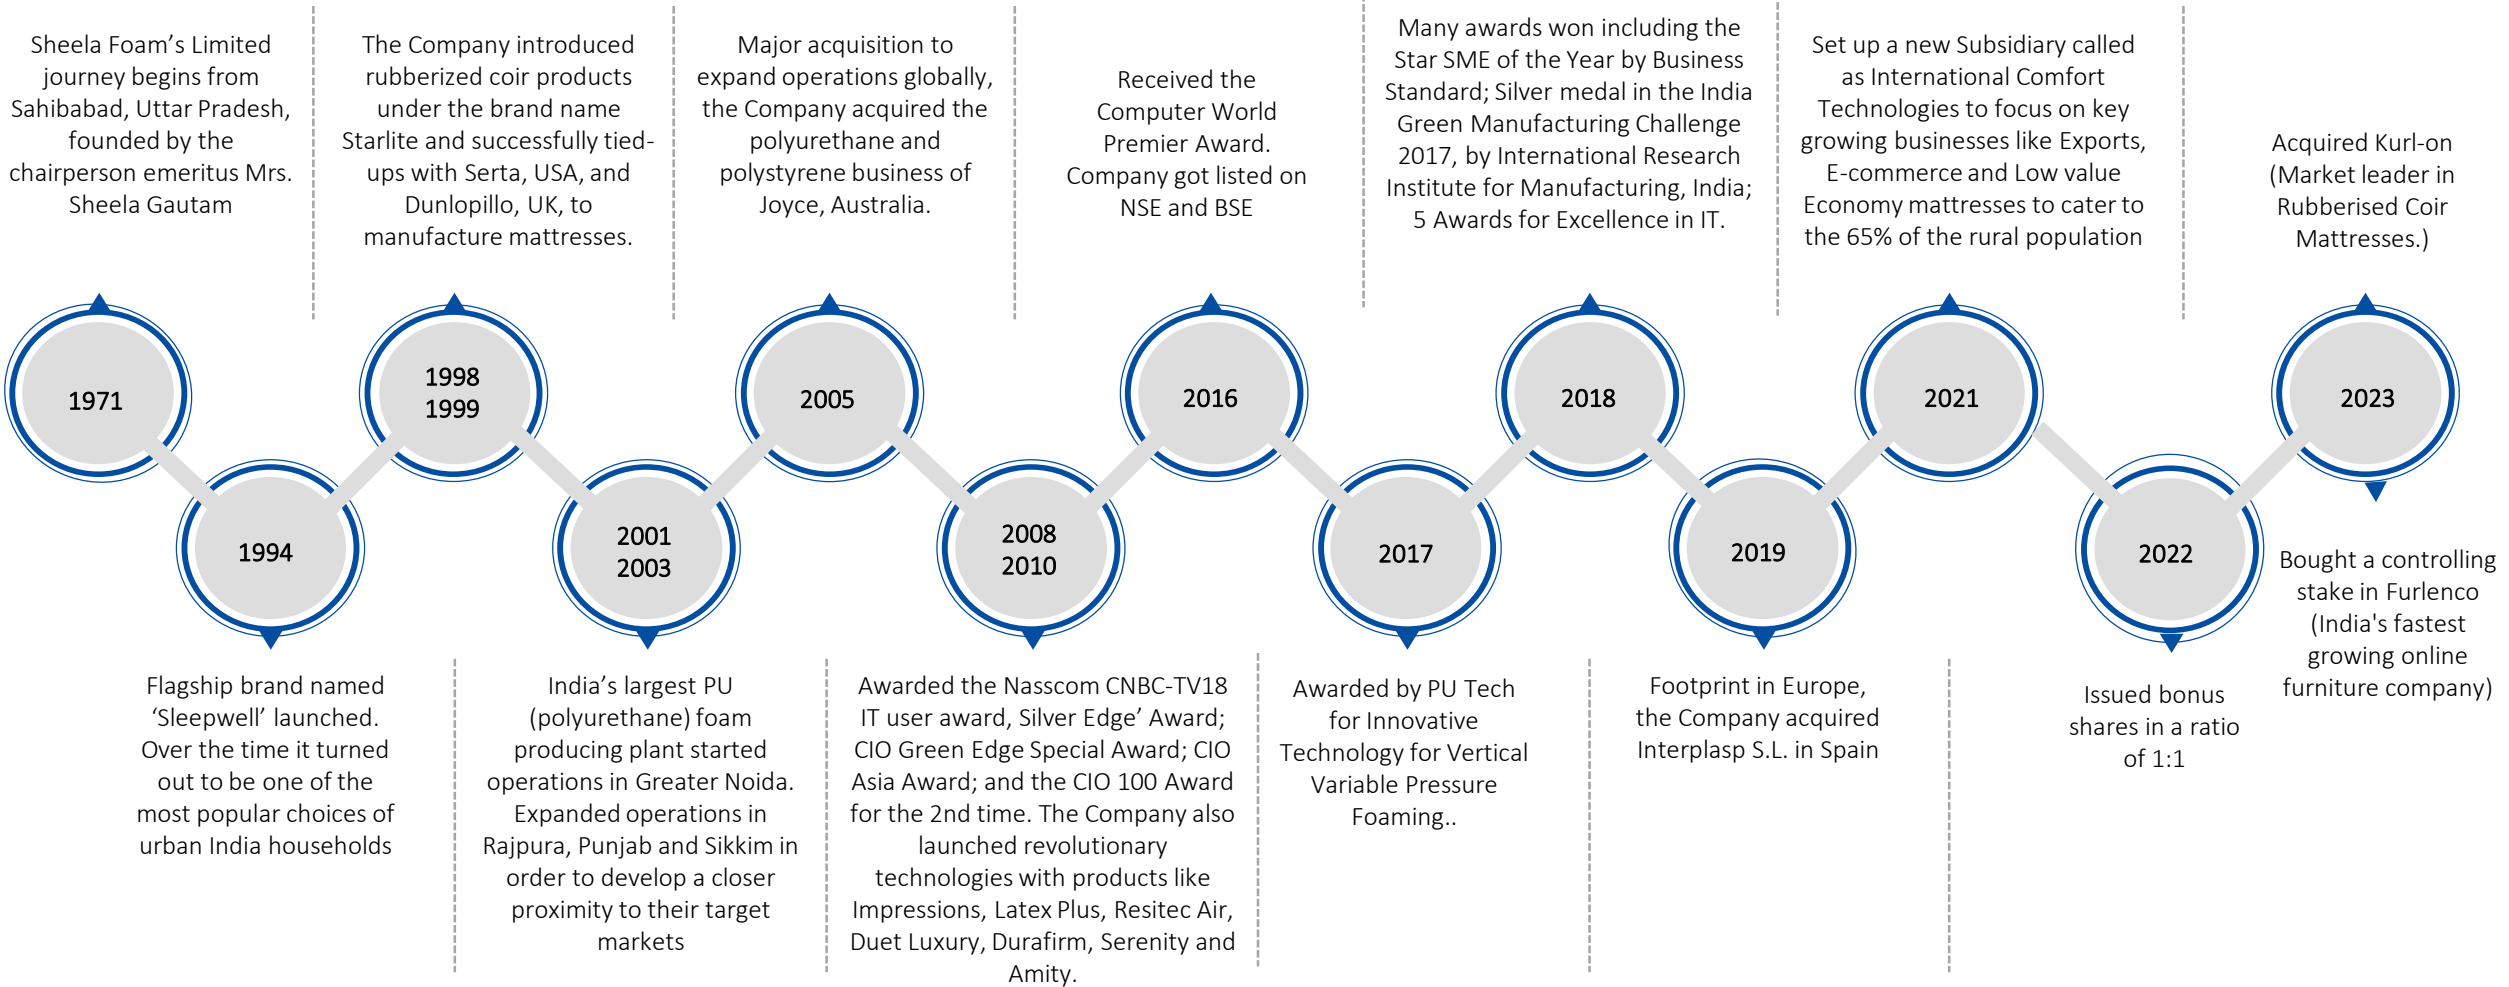 Sheela Foam’s Limited
journey begins from
Sahibabad, Uttar Pradesh,
founded by the
chairperson emeritus Mrs.
Sheela Gautam
The Company introduced
rubberized coir products
under the brand name
Starlite and successfully tied-
ups with Serta, USA, and
Dunlopillo, UK, to
manufacture mattresses.
Major acquisition to
expand operations globally,
the Company acquired the
polyurethane and
polystyrene business of
Joyce, Australia.
Received the
Computer World
Premier Award.
Company got listed on
NSE and BSE
Many awards won including the
Star SME of the Year by Business
Standard; Silver medal in the India
Green Manufacturing Challenge
2017, by International Research
Institute for Manufacturing, India;
5 Awards for Excellence in IT.
Set up a new Subsidiary called
as International Comfort
Technologies to focus on key
growing businesses like Exports,
E-commerce and Low value
Economy mattresses to cater to
the 65% of the rural population
Acquired Kurl-on
(Market leader in
Rubberised Coir
Mattresses.)
1971
1998
1999
2005
2016
2018
2021
2023
1994
2001
2003
2008
2010
2017
2019
2022
Flagship brand named
‘Sleepwell’ launched.
Over the time it turned
out to be one of the
most popular choices of
urban India households
India’s largest PU
(polyurethane) foam
producing plant started
operations in Greater Noida.
Expanded operations in
Rajpura, Punjab and Sikkim in
order to develop a closer
proximity to their target
markets
Awarded the Nasscom CNBC-TV18
IT user award, Silver Edge’ Award;
CIO Green Edge Special Award; CIO
Asia Award; and the CIO 100 Award
for the 2nd time. The Company also
launched revolutionary
technologies with products like
Impressions, Latex Plus, Resitec Air,
Duet Luxury, Durafirm, Serenity and
Amity.
Awarded by PU Tech
for Innovative
Technology for Vertical
Variable Pressure
Foaming..
Footprint in Europe,
the Company acquired
Interplasp S.L. in Spain
Issued bonus
shares in a ratio
of 1:1
Bought a controlling
stake in Furlenco
(India's fastest
growing online
furniture company)